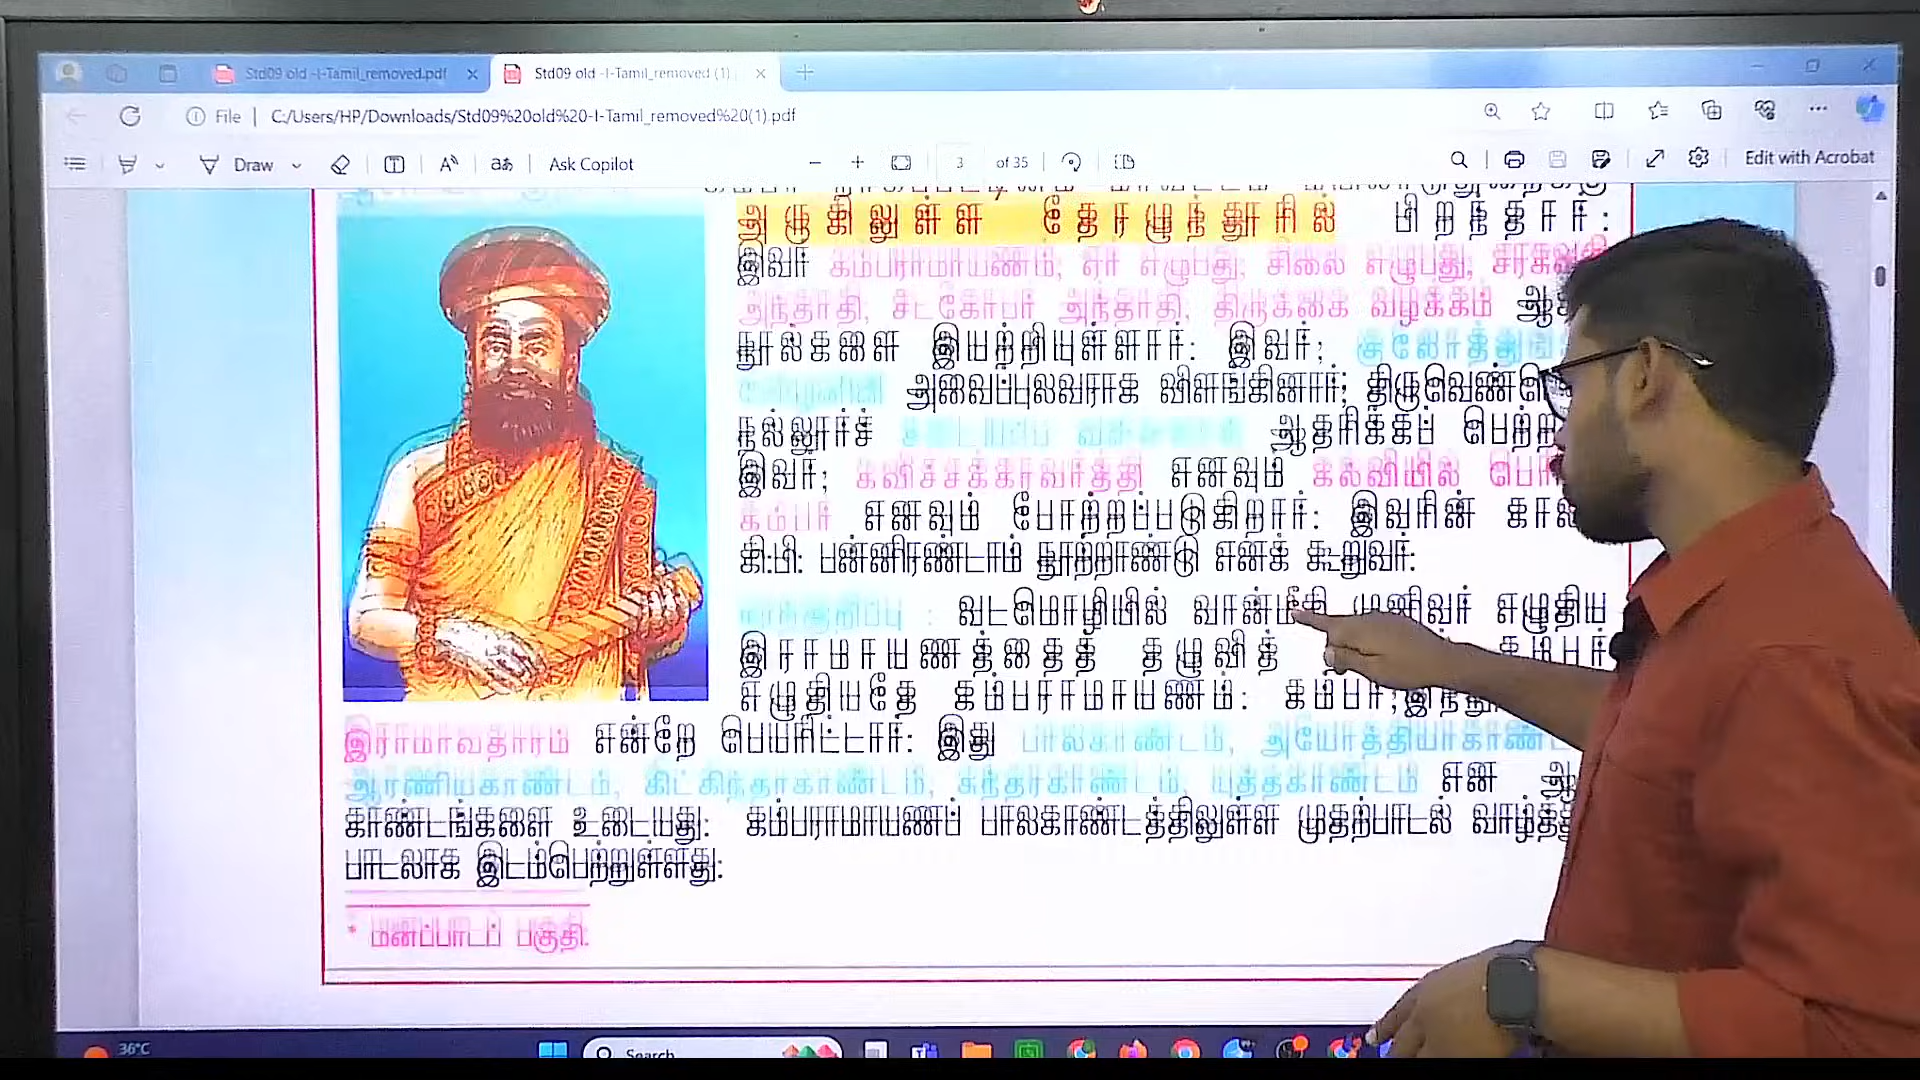 Std09 old -I-Tamil_removed.pdf
Std09 old -I-Tamil_removed (1)
File C:/Users/HP/Downloads/Std09%20old%20-I-Tamil_removed%20(1).pdf
Draw Ask Copilot 3 of 35 Edit with Acrobat
அருகிலுள்ள தேரழுந்தூரில் பிறந்தார்.
இவர் கம்பராமாயணம், ஏர் எழுபது, சிலை எழுபது, சரசுவதி
அந்தாதி, சடகோபர் அந்தாதி, திருக்கை வழக்கம்
நூல்களை இயற்றியுள்ளார். இவர்,
அவைப்புலவராக விளங்கினார்;
நல்லூர்ச் ஆதரிக்கப்
இவர், கவிச்சக்கரவர்த்தி எனவும் கல்வியில்
கம்பர் எனவும் போற்றப்படுகிறார். இவரின்
கி.பி. பன்னிரண்டாம் நூற்றாண்டு எனக் கூறுவர்.
வடமொழியில் வான்மீகி முனிவர் எழுதிய
இராமாயணத்தைத் தழுவித் கம்பர்
எழுதியதே கம்பராமாயணம். கம்பர்,
இராமாவதாரம் என்றே பெயரிட்டார். இது பாலகாண்டம்,
ஆரணியகாண்டம், கிட்கிந்தாகாண்டம், சுந்தரகாண்டம், யுத்தகாண்டம் என
காண்டங்களை உடையது. கம்பராமாயணப் பாலகாண்டத்திலுள்ள முதற்பாடல்
பாடலாக இடம்பெற்றுள்ளது.
* மனப்பாடப் பகுதி.
36°C Search